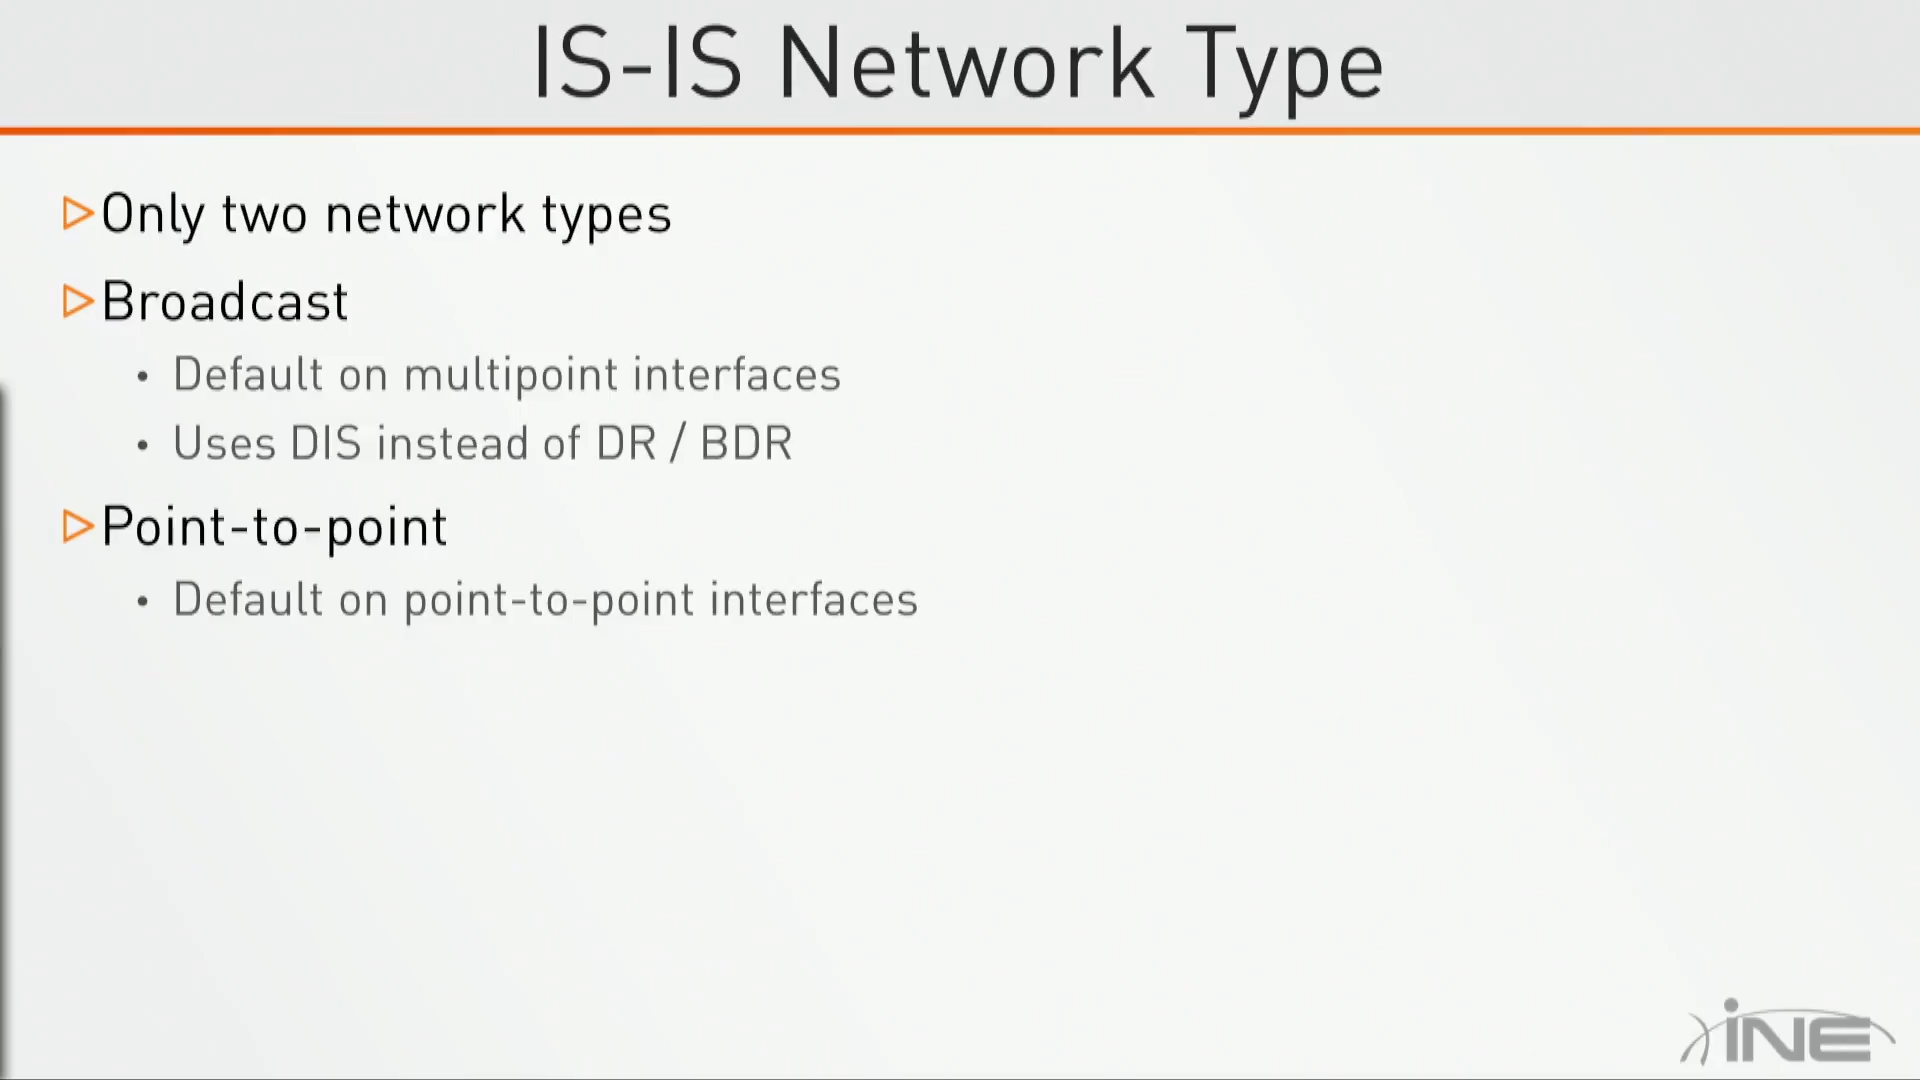 IS-IS Network Type
Only two network types
Broadcast
• Default on multipoint interfaces
• Uses DIS instead of DR / BDR
Point-to-point
• Default on point-to-point interfaces
iNE